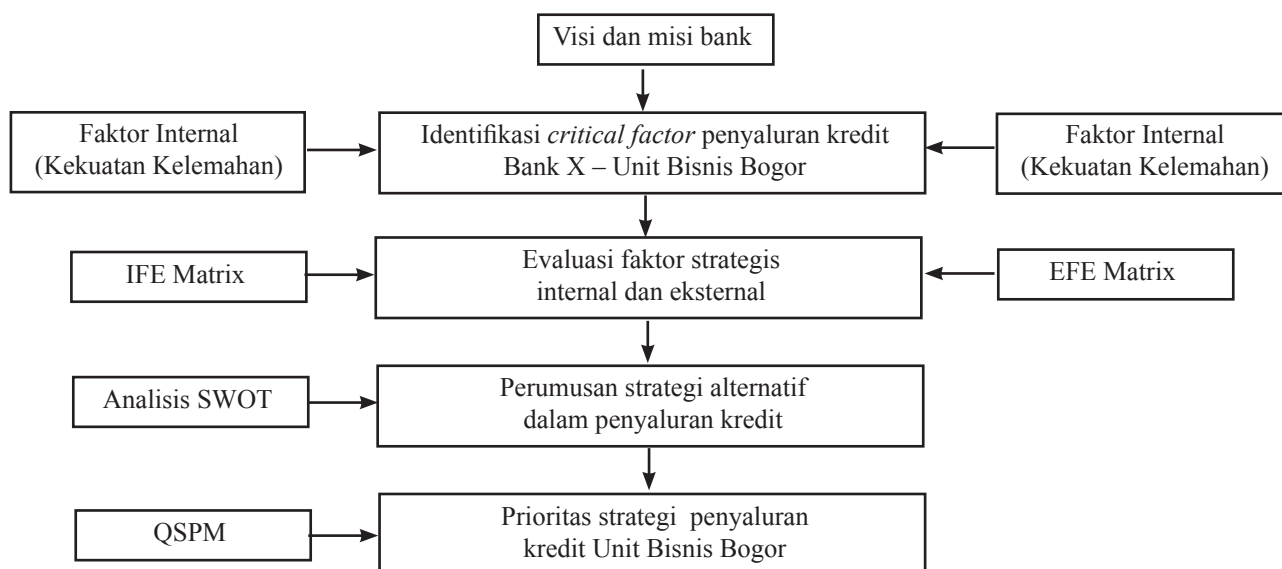 Visi dan misi bank
Faktor Internal
(Kekuatan Kelemahan)
Identifikasi critical factor penyaluran kredit
Bank X – Unit Bisnis Bogor
Faktor Internal
(Kekuatan Kelemahan)
IFE Matrix
Evaluasi faktor strategis
internal dan eksternal
EFE Matrix
Analisis SWOT
Perumusan strategi alternatif
dalam penyaluran kredit
QSPM
Prioritas strategi penyaluran
kredit Unit Bisnis Bogor